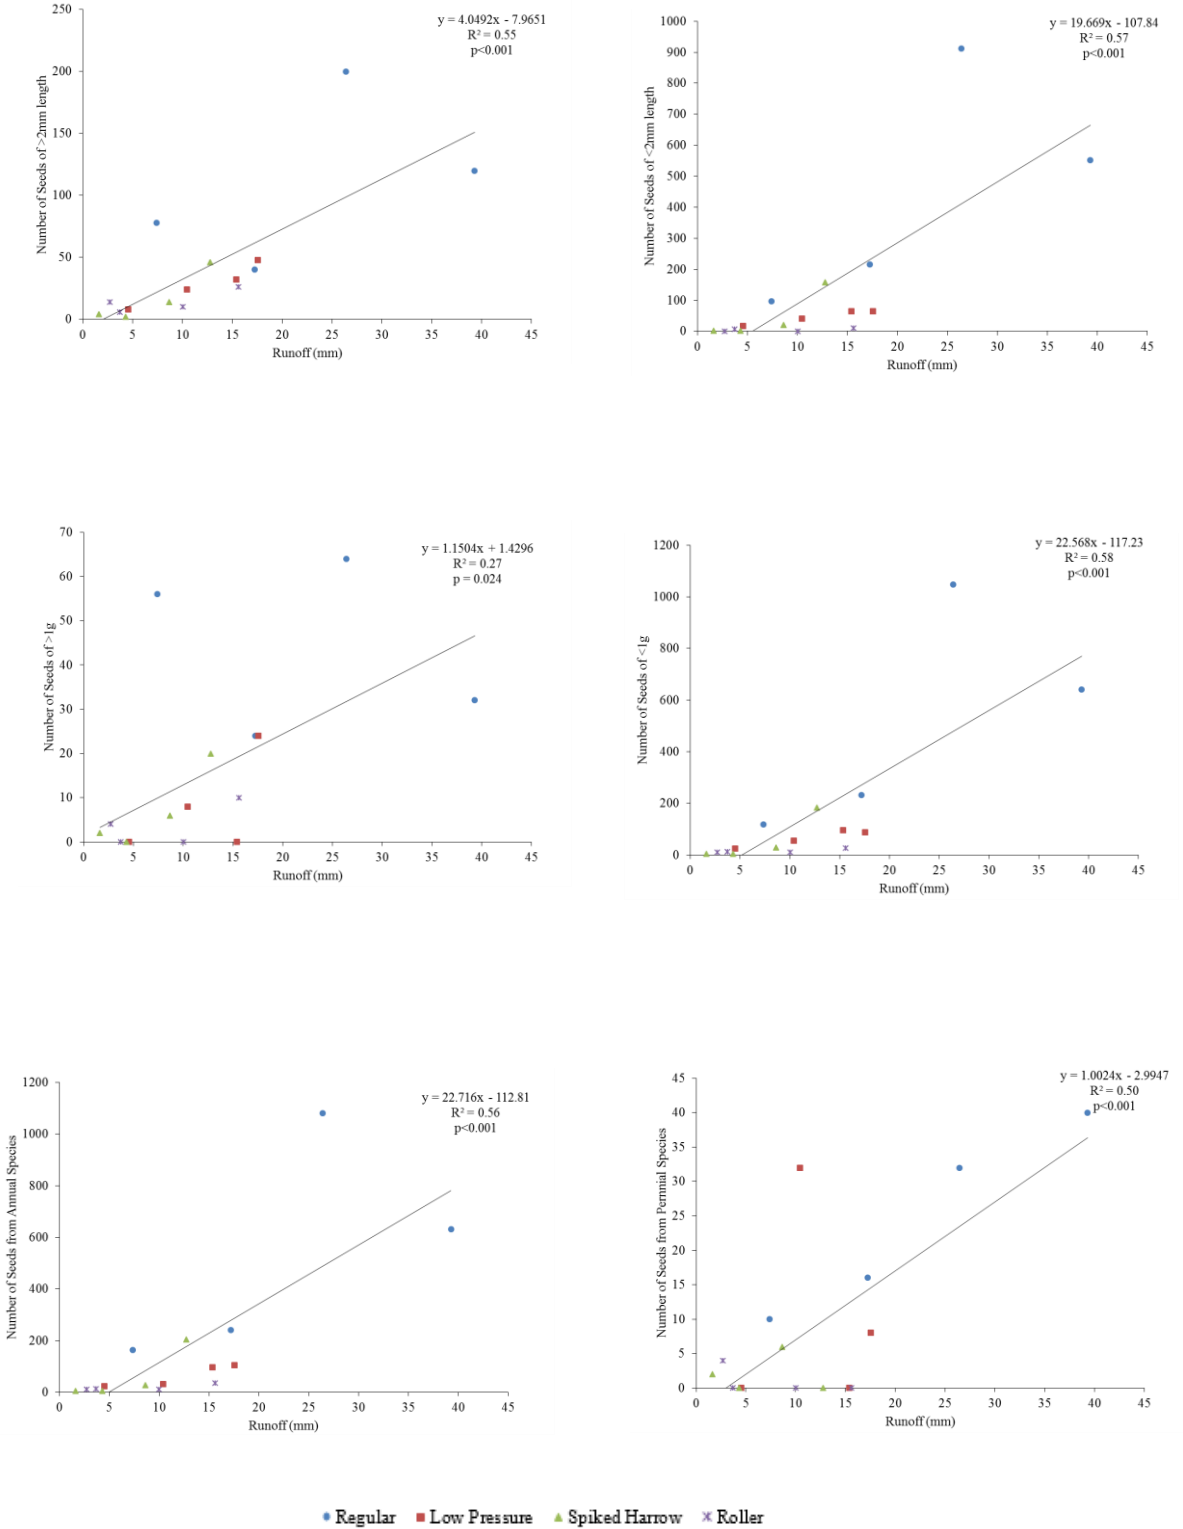 y = 4.0492x - 7.9651
R² = 0.55
p<0.001
Number of Seeds of >2mm length
250
200
150
100
50
0
0 5 10 15 20 25 30 35 40 45
Runoff (mm)
y = 19.669x - 107.84
R² = 0.57
p<0.001
Number of Seeds of <2mm length
1000
900
800
700
600
500
400
300
200
100
0
0 5 10 15 20 25 30 35 40 45
Runoff (mm)
y = 1.1504x + 1.4296
R² = 0.27
p = 0.024
Number of Seeds of >1g
70
60
50
40
30
20
10
0
0 5 10 15 20 25 30 35 40 45
Runoff (mm)
y = 22.568x - 117.23
R² = 0.58
p<0.001
Number of Seeds of <1g
1200
1000
800
600
400
200
0
0 5 10 15 20 25 30 35 40 45
Runoff (mm)
y = 22.716x - 112.81
R² = 0.56
p<0.001
Number of Seeds from Annual Species
1200
1000
800
600
400
200
0
0 5 10 15 20 25 30 35 40 45
Runoff (mm)
y = 1.0024x - 2.9947
R² = 0.50
p<0.001
Number of Seeds from Pernnial Species
45
40
35
30
25
20
15
10
5
0
0 5 10 15 20 25 30 35 40 45
Runoff (mm)
Regular Low Pressure Spiked Harrow Roller